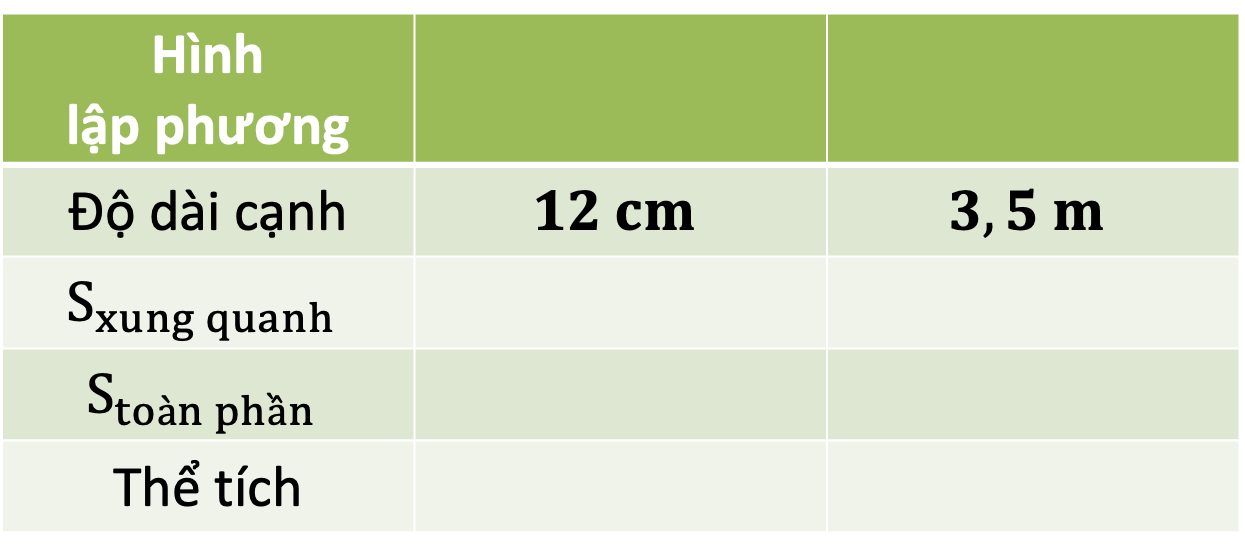 Hình
lập phương
Độ dài cạnh 12 cm 3, 5 m
Sxung quanh
Stoàn phần
Thể tích